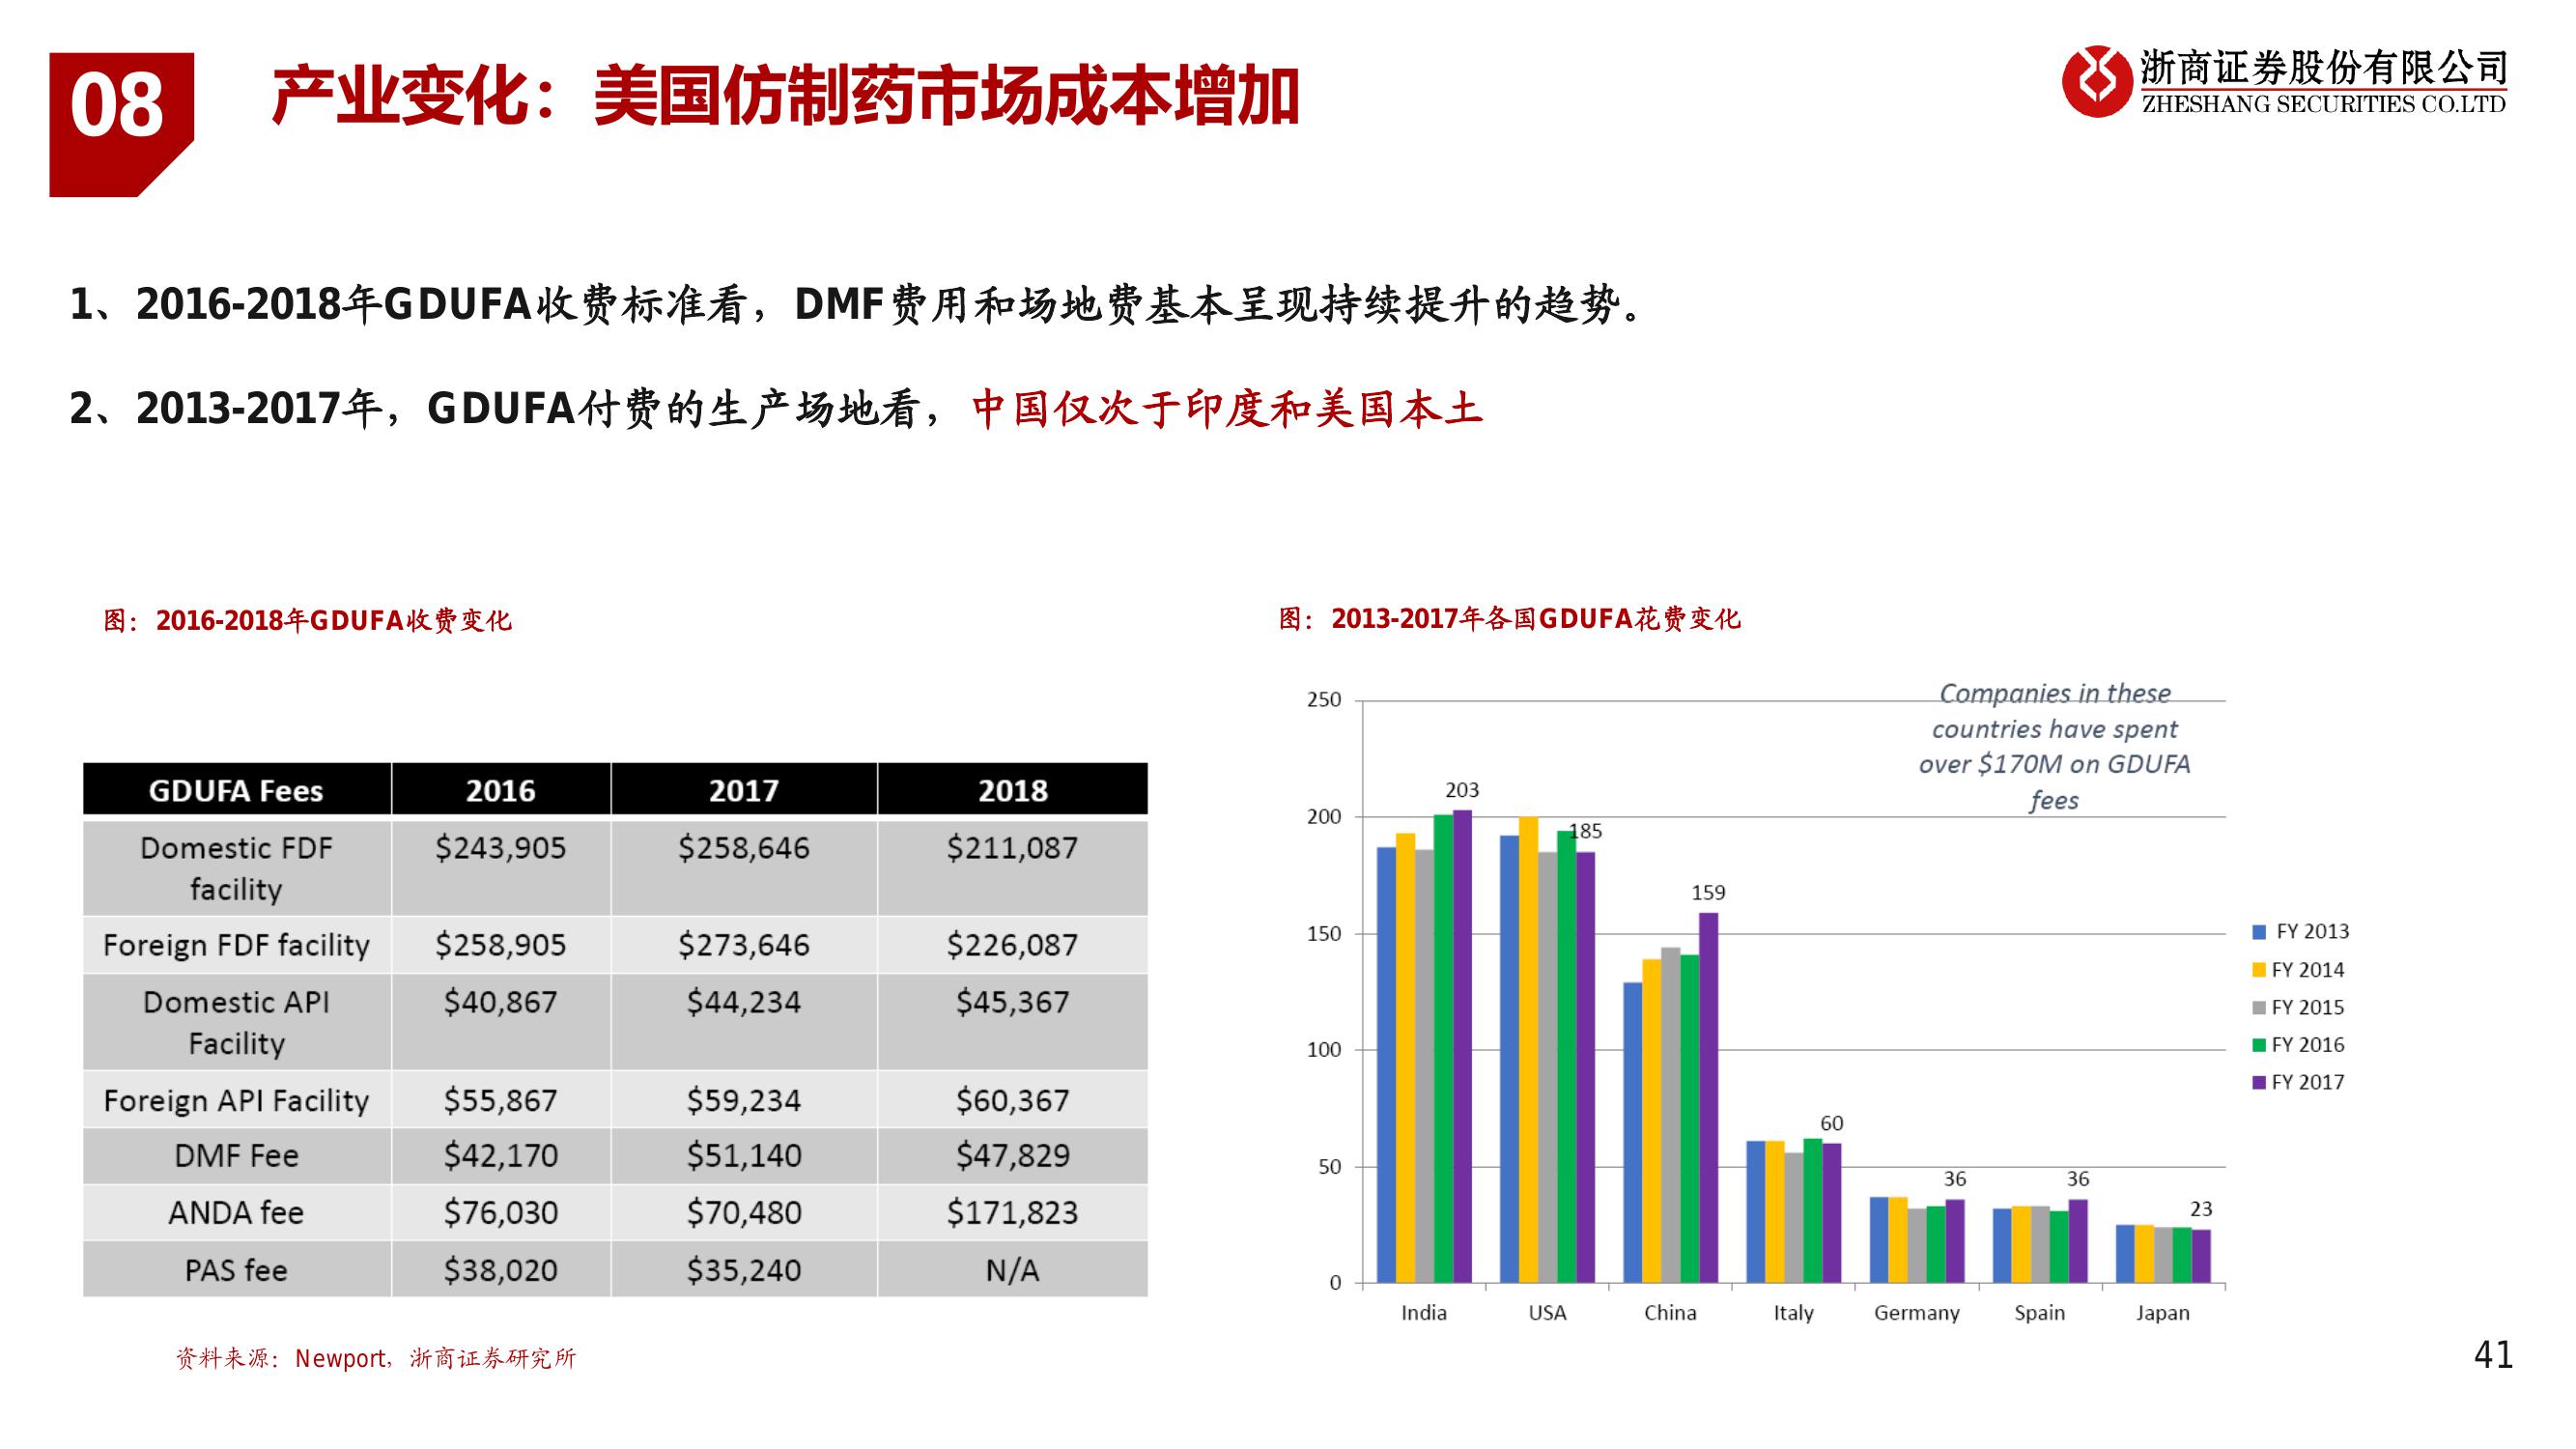 08
产业变化：美国仿制药市场成本增加
浙商证券股份有限公司
ZHESHANG SECURITIES CO.LTD
1、2016-2018年GDUFA收费标准看，DMF费用和场地费基本呈现持续提升的趋势。
2、2013-2017年，GDUFA付费的生产场地看，中国仅次于印度和美国本土
图：2016-2018年GDUFA收费变化
GDUFA Fees 2016 2017 2018
Domestic FDF $243,905 $258,646 $211,087
facility
Foreign FDF facility $258,905 $273,646 $226,087
Domestic API $40,867 $44,234 $45,367
Facility
Foreign API Facility $55,867 $59,234 $60,367
DMF Fee $42,170 $51,140 $47,829
ANDA fee $76,030 $70,480 $171,823
PAS fee $38,020 $35,240 N/A
资料来源：Newport，浙商证券研究所
图：2013-2017年各国GDUFA花费变化
Companies in these
countries have spent
over $170M on GDUFA
fees
250
200
150
100
50
0
203
185
159
60
36
36
23
India USA China Italy Germany Spain Japan
FY 2013
FY 2014
FY 2015
FY 2016
FY 2017
41